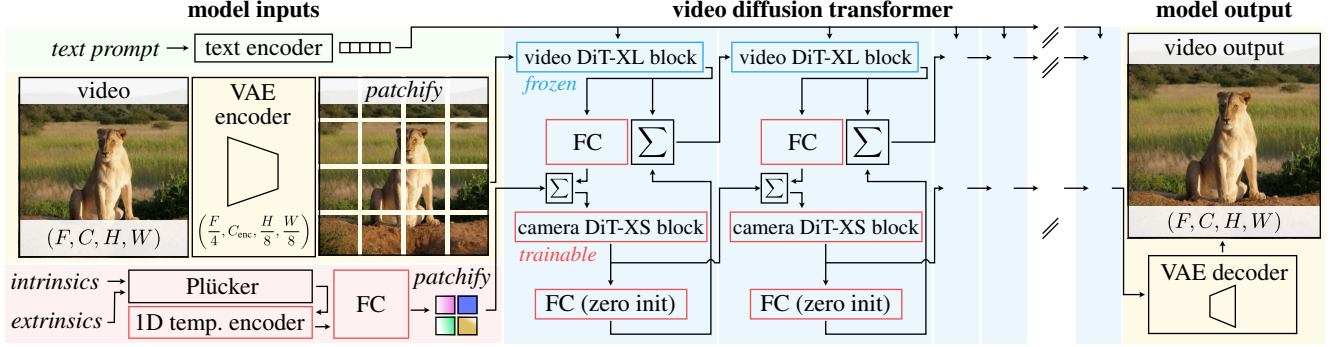 model inputs
video diffusion transformer
model output
text prompt
text encoder
video
VAE
encoder
patchify
(F, C, H, W)
(F/4, C_enc, H/8, W/8)
intrinsics
extrinsics
Plücker
1D temp. encoder
FC
patchify
video DiT-XL block
frozen
FC
∑
∑
camera DiT-XS block
trainable
FC (zero init)
video DiT-XL block
FC
∑
∑
camera DiT-XS block
FC (zero init)
video output
(F, C, H, W)
VAE decoder